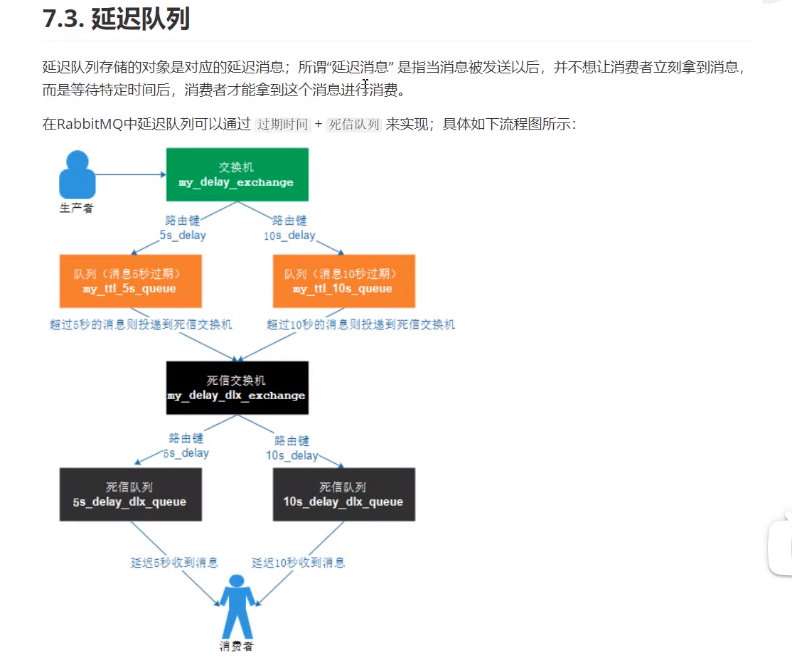 7.3. 延迟队列
延迟队列存储的对象是对应的延迟消息；所谓“延迟消息” 是指当消息被发送以后，并不想让消费者立刻拿到消息，
而是等待特定时间后，消费者才能拿到这个消息进行消费。
在RabbitMQ中延迟队列可以通过 过期时间 + 死信队列 来实现；具体如下流程图所示：
交换机
my_delay_exchange
生产者
路由键
5s_delay
路由键
10s_delay
队列（消息5秒过期）
my_ttl_5s_queue
队列（消息10秒过期）
my_ttl_10s_queue
超过5秒的消息则投递到死信交换机
超过10秒的消息则投递到死信交换机
死信交换机
my_delay_dlx_exchange
路由键
5s_delay
路由键
10s_delay
死信队列
5s_delay_dlx_queue
死信队列
10s_delay_dlx_queue
延迟5秒收到消息
延迟10秒收到消息
消费者